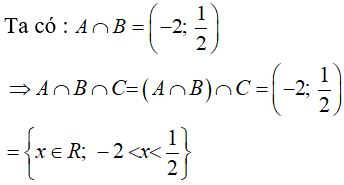 Ta có : A ∩ B = (−2; 1/2)
⇒ A ∩ B ∩ C = (A ∩ B) ∩ C = (−2; 1/2)
= {x ∈ R; −2 <x< 1/2}